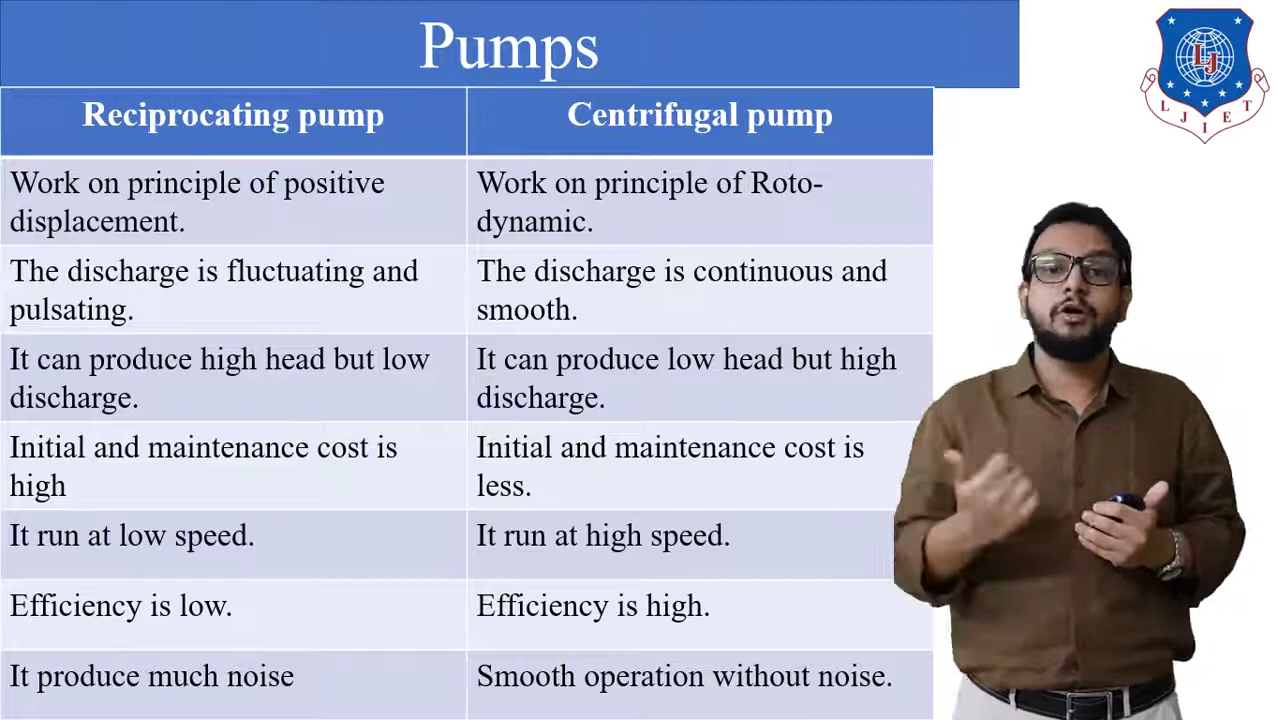 Pumps
Reciprocating pump
Centrifugal pump
Work on principle of positive
displacement.
Work on principle of Roto-
dynamic.
The discharge is fluctuating and
pulsating.
The discharge is continuous and
smooth.
It can produce high head but low
discharge.
It can produce low head but high
discharge.
Initial and maintenance cost is
high
Initial and maintenance cost is
less.
It run at low speed.
It run at high speed.
Efficiency is low.
Efficiency is high.
It produce much noise
Smooth operation without noise.
LJ
L J I E T